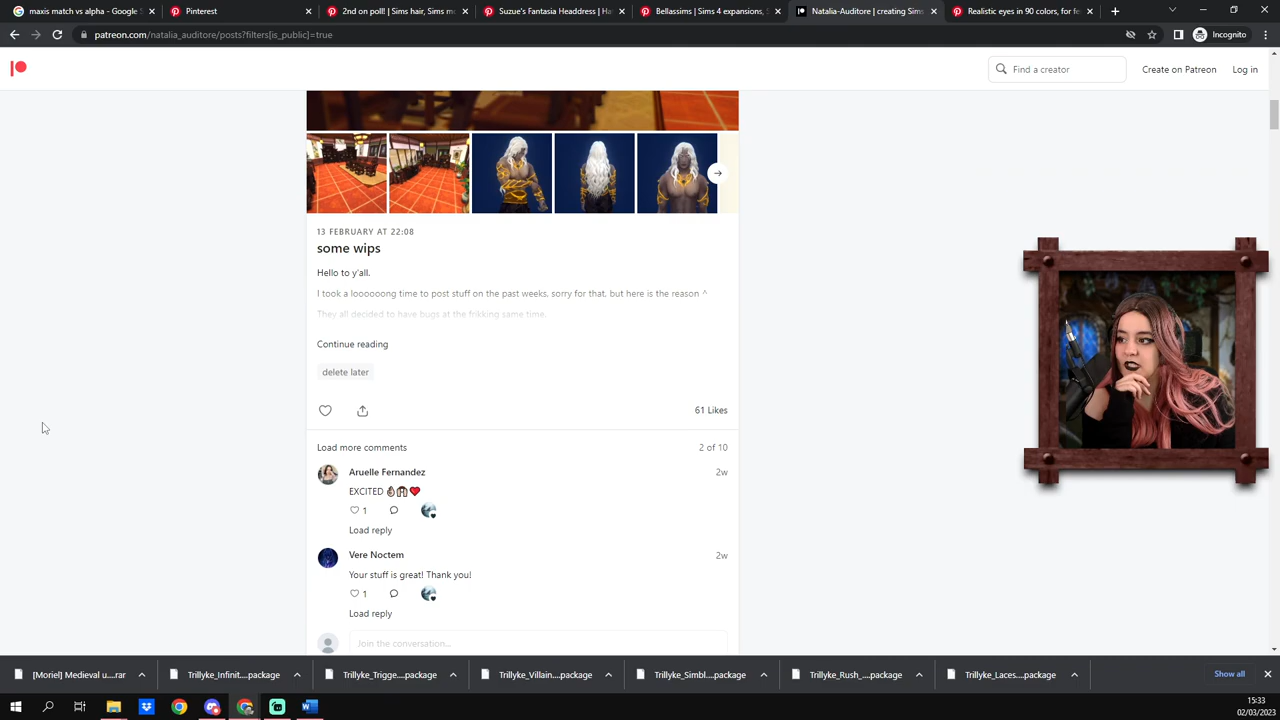 maxis match vs alpha - Google S
Pinterest
2nd on poll! | Sims hair, Sims mo
Suzue's Fantasia Headdress | Ha
Bellassims | Sims 4 expansions, S
Natalia-Auditore | creating Sims
Realistic eyes in 90 colors, for fe
patreon.com/natalia_auditore/posts?filters[is_public]=true
Incognito
Find a creator
Create on Patreon
Log in
13 FEBRUARY AT 22:08
some wips
Hello to y'all.
I took a loooooong time to post stuff on the past weeks, sorry for that, but here is the reason ^
They all decided to have bugs at the frikking same time.
Continue reading
delete later
61 Likes
Load more comments
2 of 10
Aruelle Fernandez
2w
EXCITED
1
Load reply
Vere Noctem
2w
Your stuff is great! Thank you!
1
Load reply
Join the conversation...
[Moriel] Medieval u....rar
Trillyke_Infinit....package
Trillyke_Trigge....package
Trillyke_Villain....package
Trillyke_Simbl....package
Trillyke_Rush_....package
Trillyke_Laces....package
Show all
15:33
02/03/2023